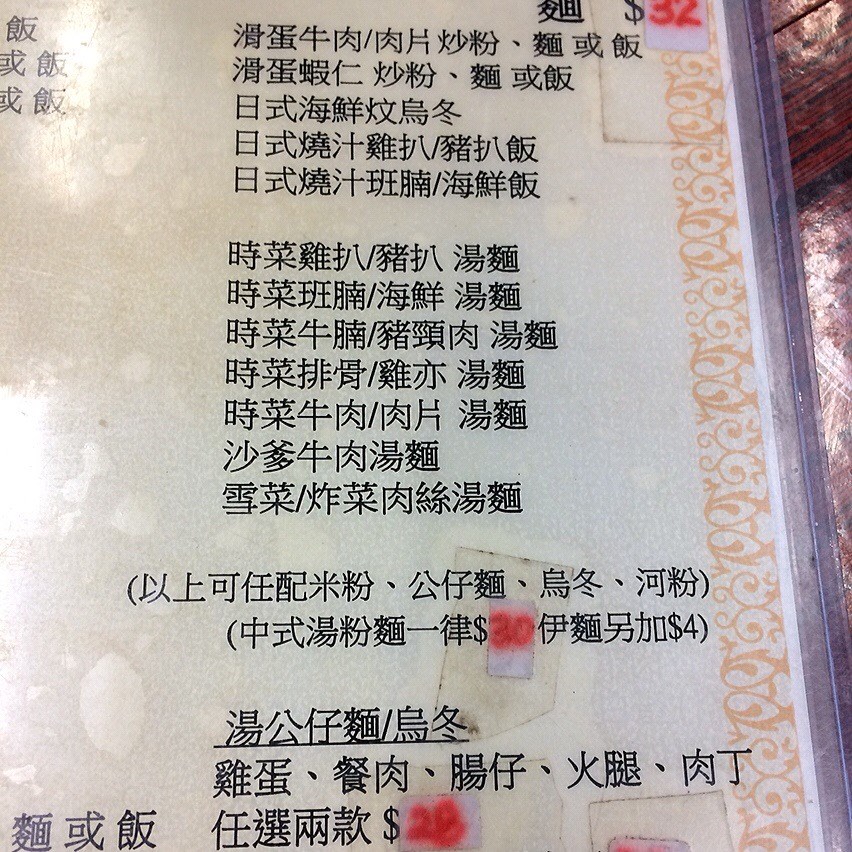 麵 $32
飯
滑蛋牛肉/肉片炒粉、麵 或 飯
或 飯
滑蛋蝦仁 炒粉、麵 或飯
或 飯
日式海鮮炆烏冬
日式燒汁雞扒/豬扒飯
日式燒汁班腩/海鮮飯
時菜雞扒/豬扒 湯麵
時菜班腩/海鮮 湯麵
時菜牛腩/豬頸肉 湯麵
時菜排骨/雞亦 湯麵
時菜牛肉/肉片 湯麵
沙爹牛肉湯麵
雪菜/炸菜肉絲湯麵
(以上可任配米粉、公仔麵、烏冬、河粉)
(中式湯粉麵一律$30伊麵另加$4)
湯公仔麵/烏冬
雞蛋、餐肉、腸仔、火腿、肉丁
麵 或 飯
任選兩款 $28